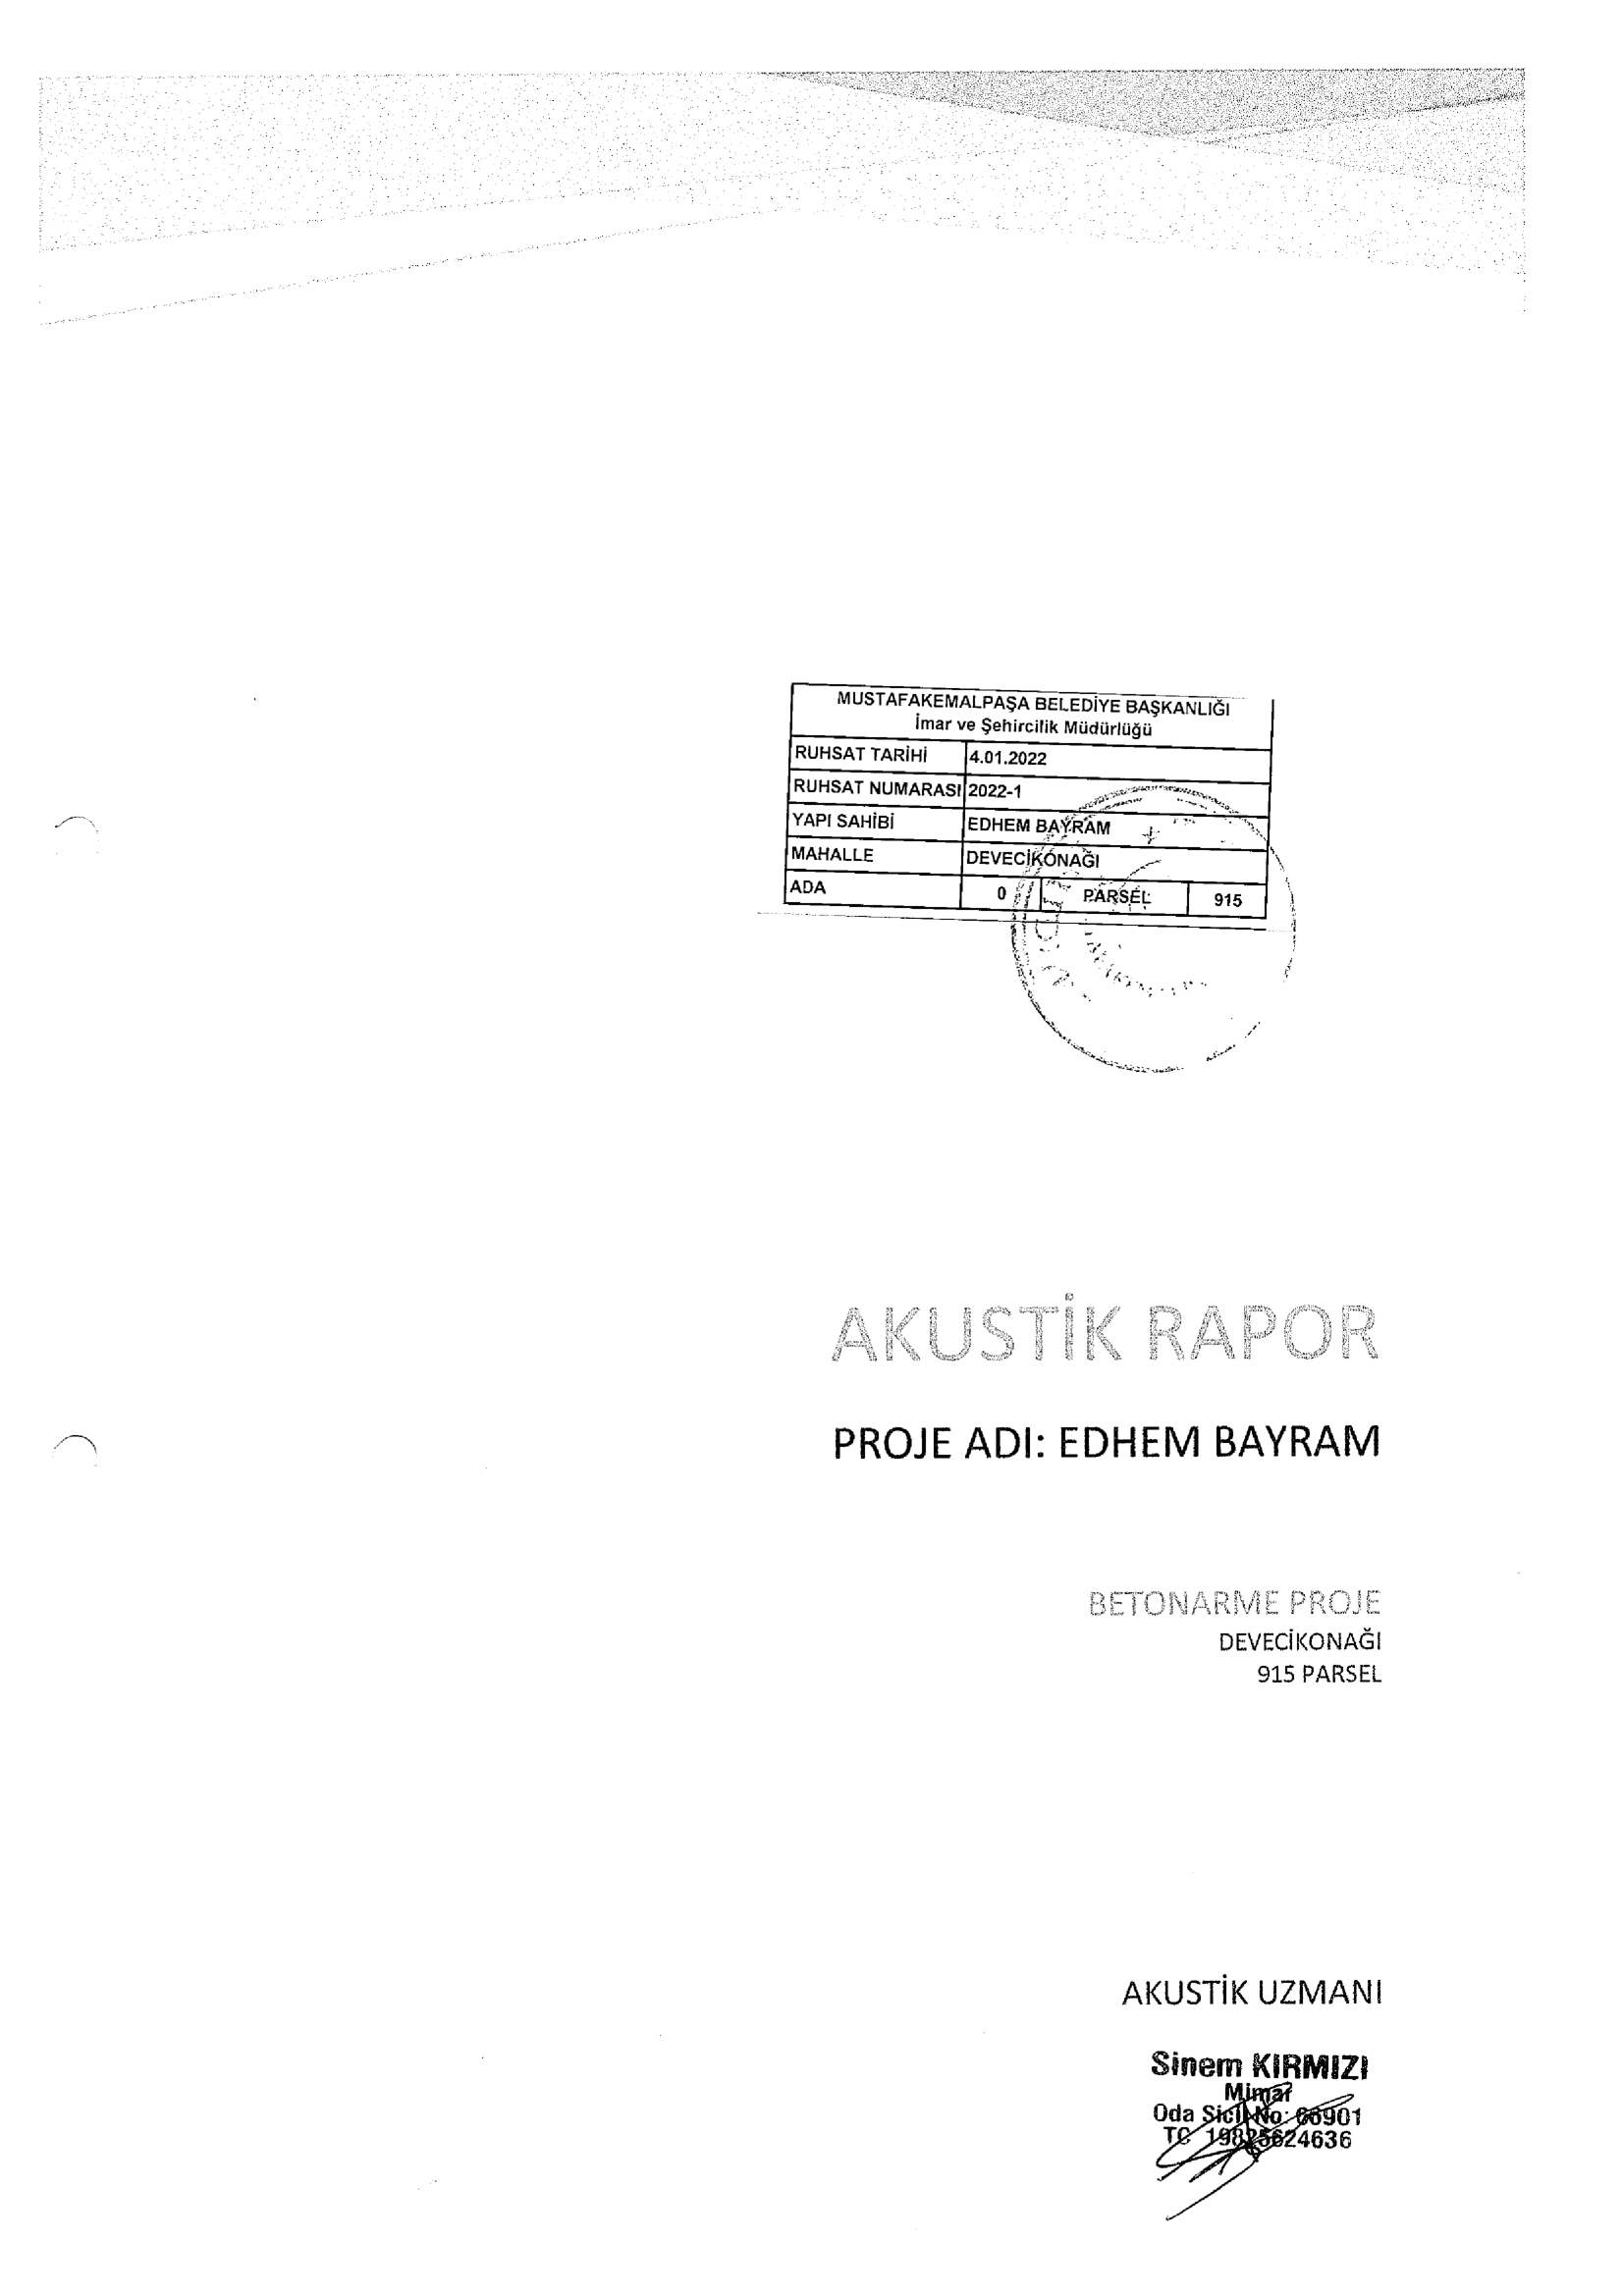 MUSTAFAKEMALPAŞA BELEDİYE BAŞKANLIĞI
İmar ve Şehircilik Müdürlüğü
RUHSAT TARİHİ 4.01.2022
RUHSAT NUMARASI 2022-1
YAPI SAHİBİ EDHEM BAYRAM
MAHALLE DEVECİKONAĞI
ADA 0 PARSEL 915
AKUSTİK RAPOR
PROJE ADI: EDHEM BAYRAM
BETONARME PROJE
DEVECİKONAĞI
915 PARSEL
AKUSTİK UZMANI
Sinem KIRMIZI
Mimar
Oda Sicil No: 66901
TC